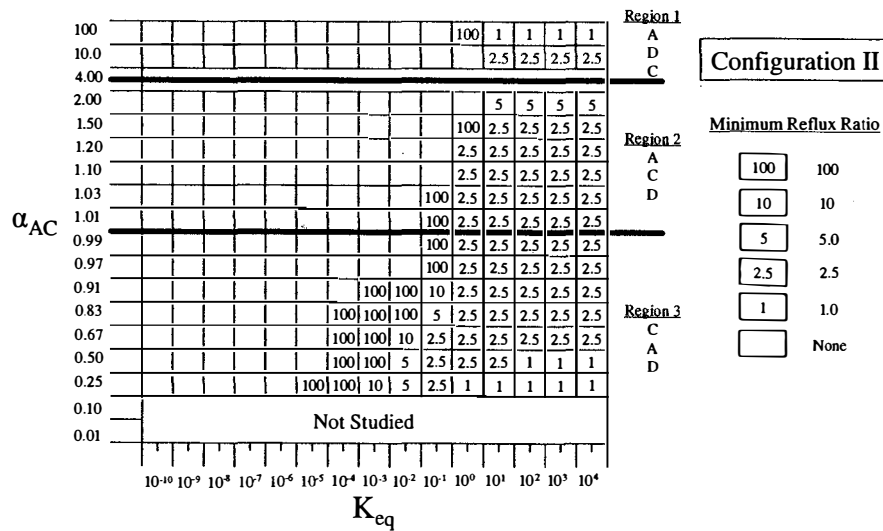 100 100 1 1 1 1 Region 1
A
10.0 2.5 2.5 2.5 2.5 D
4.00 C
Configuration II
2.00 5 5 5 5
1.50 100 2.5 2.5 2.5 2.5
1.20 2.5 2.5 2.5 2.5 2.5 Region 2
A
1.10 2.5 2.5 2.5 2.5 2.5 C
1.03 100 2.5 2.5 2.5 2.5 2.5 D
1.01 100 2.5 2.5 2.5 2.5 2.5
αAC
0.99 100 2.5 2.5 2.5 2.5 2.5
0.97 100 2.5 2.5 2.5 2.5 2.5
0.91 100 100 10 2.5 2.5 2.5 2.5 2.5
0.83 100 100 100 5 2.5 2.5 2.5 2.5 2.5 Region 3
C
0.67 100 100 10 2.5 2.5 2.5 2.5 2.5 2.5 A
0.50 100 100 5 2.5 2.5 2.5 1 1 1 D
0.25 100 100 10 5 2.5 1 1 1 1 1
0.10
Not Studied
0.01
10-10 10-9 10-8 10-7 10-6 10-5 10-4 10-3 10-2 10-1 100 101 102 103 104
Keq
Minimum Reflux Ratio
100 100
10 10
5 5.0
2.5 2.5
1 1.0
None